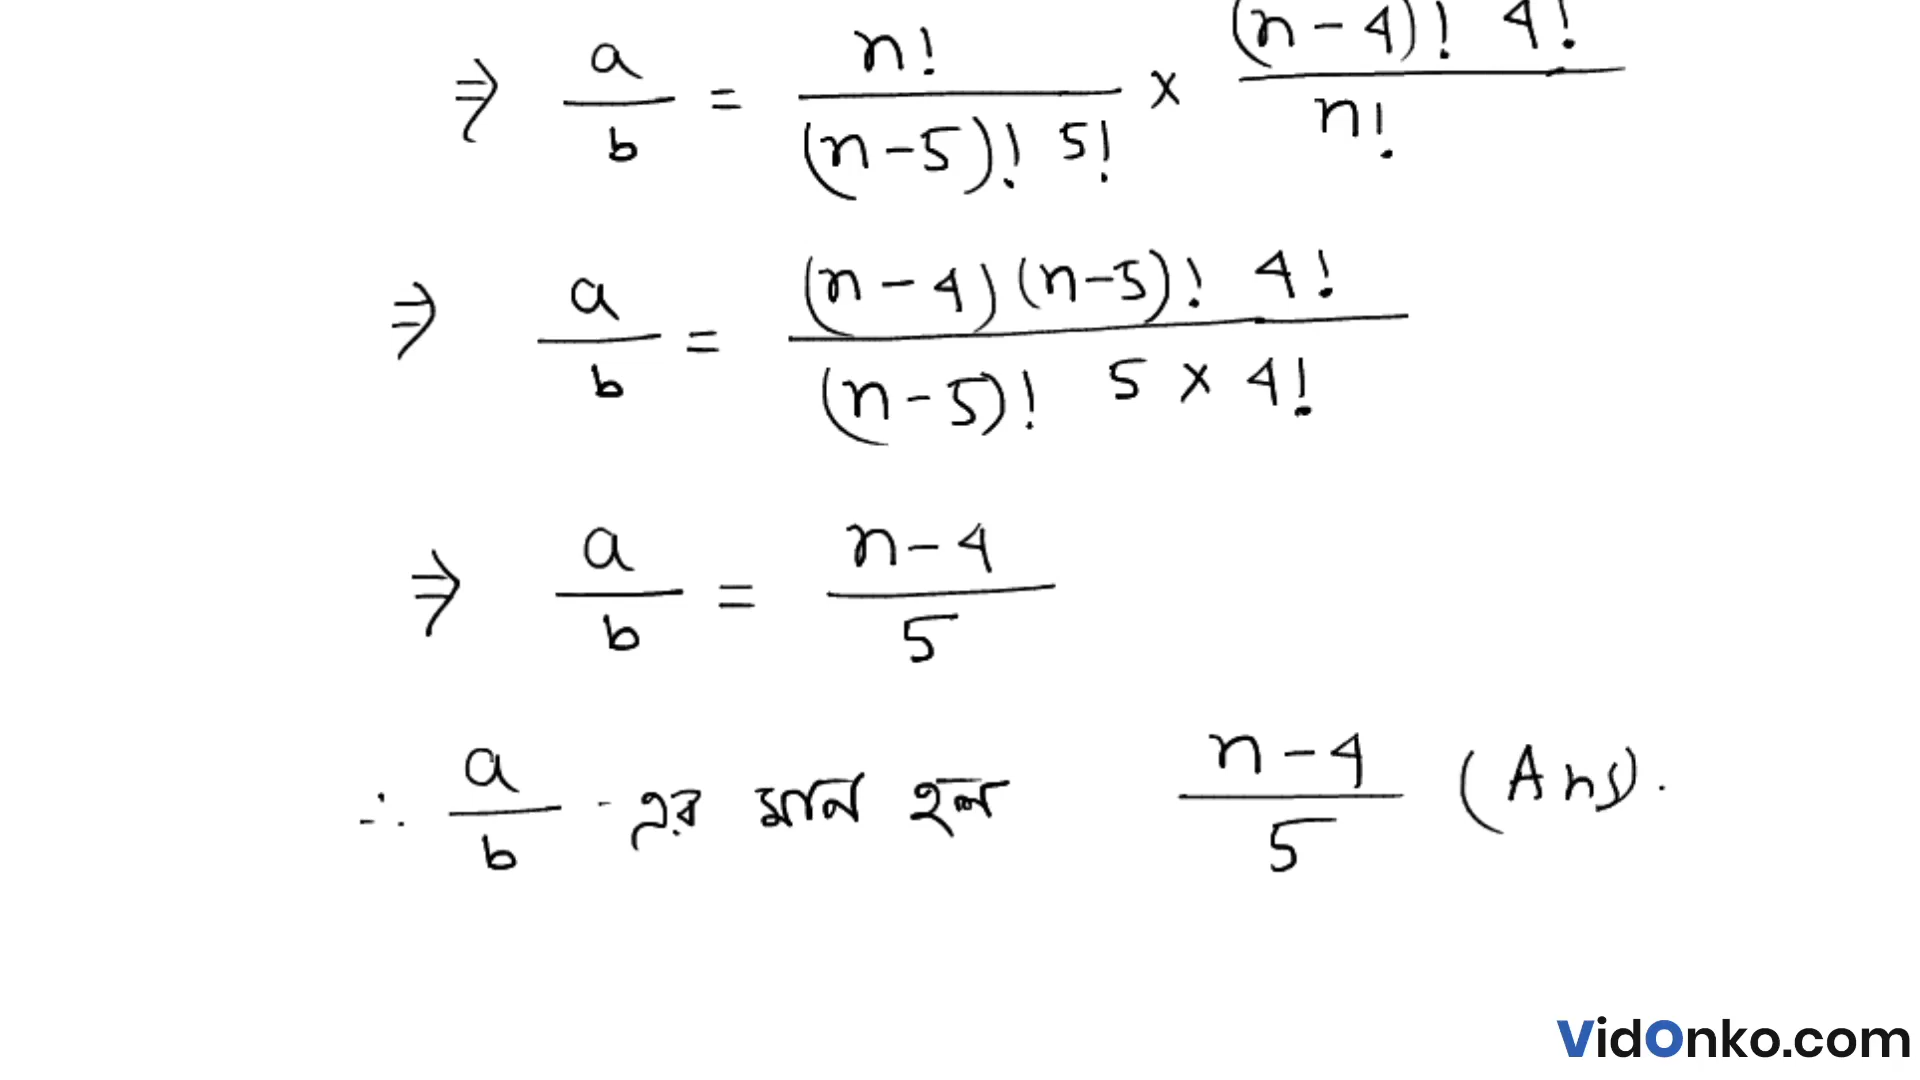 ⇒ a/b = n!/((n-5)! 5!) × ((n-4)! 4!)/n!
⇒ a/b = ((n-4)(n-5)! 4!)/((n-5)! 5 × 4!)
⇒ a/b = (n-4)/5
∴ a/b -এর মান হল (n-4)/5 (Ans).
VidOnko.com